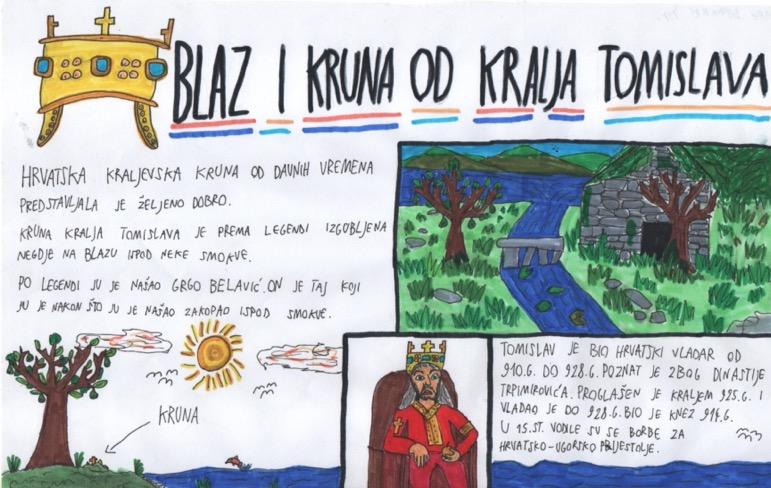 BLAZ I KRUNA OD KRALJA TOMISLAVA
HRVATSKA KRALJEVSKA KRUNA OD DAVNIH VREMENA
PREDSTAVLJALA JE ŽELJENO DOBRO.
KRUNA KRALJA TOMISLAVA JE PREMA LEGENDI IZGUBLJENA
NEGDJE NA BLAZU ISPOD NEKE SMOKVE.
PO LEGENDI JU JE NAŠAO GRGO BELAVIĆ. ON JE TAJ KOJI
JU JE NAKON ŠTO JU JE NAŠAO ZAKOPAO ISPOD SMOKVE.
KRUNA
TOMISLAV JE BIO HRVATSKI VLADAR OD
910.G. DO 928.G. POZNAT JE ZBOG DINASTIJE
TRPIMIROVIĆA. PROGLAŠEN JE KRALJEM 925.G. I
VLADAO JE DO 928.G. BIO JE KNEZ 914.G.
U 15.ST. VODILE SU SE BORBE ZA
HRVATSKO-UGORSKO PRIJESTOLJE.